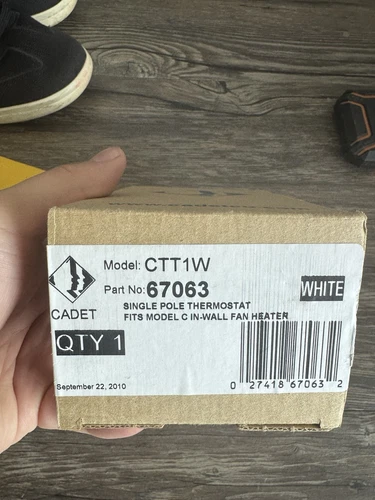 Model: CTT1W
Part No: 67063
WHITE
SINGLE POLE THERMOSTAT
FITS MODEL C IN-WALL FAN HEATER
CADET
QTY 1
September 22, 2010
0 27418 67063 2